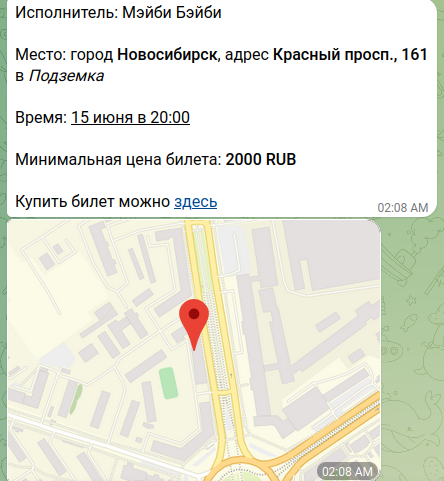 Исполнитель: Мэйби Бэйби
Место: город Новосибирск, адрес Красный просп., 161
в Подземка
Время: 15 июня в 20:00
Минимальная цена билета: 2000 RUB
Купить билет можно здесь
02:08 AM
02:08 AM